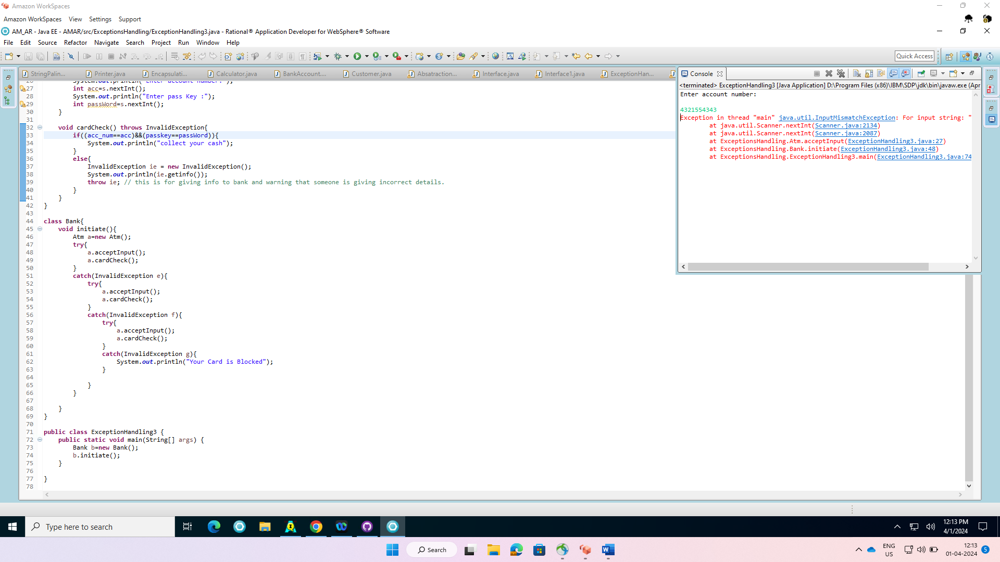 Amazon WorkSpaces
Amazon WorkSpaces View Settings Support
AM_AR - Java EE - AMAR/src/ExceptionsHandling/ExceptionHandling3.java - Rational® Application Developer for WebSphere® Software
File Edit Source Refactor Navigate Search Project Run Window Help
Quick Access
StringPalin... Printer.java Encapsulati... Calculator.java BankAccount.... Customer.java Absatraction... Interface.java Interface1.java ExceptionHan...
26 System.out.println("Enter account number:");
27 int acc=s.nextInt();
28 System.out.println("Enter pass Key :");
29 int passWord=s.nextInt();
30 }
31
32 void cardCheck() throws InvalidException{
33 if((acc_num==acc)&&(passkey==passWord)){
34 System.out.println("collect your cash");
35 }
36 else{
37 InvalidException ie = new InvalidException();
38 System.out.println(ie.getinfo());
39 throw ie; // this is for giving info to bank and warning that someone is giving incorrect details.
40 }
41 }
42 }
43
44 class Bank{
45 void initiate(){
46 Atm a=new Atm();
47 try{
48 a.acceptInput();
49 a.cardCheck();
50 }
51 catch(InvalidException e){
52 try{
53 a.acceptInput();
54 a.cardCheck();
55 }
56 catch(InvalidException f){
57 try{
58 a.acceptInput();
59 a.cardCheck();
60 }
61 catch(InvalidException g){
62 System.out.println("Your Card is Blocked");
63 }
64
65 }
66 }
67
68 }
69 }
70
71 public class ExceptionHandling3 {
72 public static void main(String[] args) {
73 Bank b=new Bank();
74 b.initiate();
75 }
76
77 }
78
Console
<terminated> ExceptionHandling3 [Java Application] D:\Program Files (x86)\IBM\SDP\jdk\bin\javaw.exe (Apr
Enter account number:
4321554343
Exception in thread "main" java.util.InputMismatchException: For input string: "
at java.util.Scanner.nextInt(Scanner.java:2134)
at java.util.Scanner.nextInt(Scanner.java:2087)
at ExceptionsHandling.Atm.acceptInput(ExceptionHandling3.java:27)
at ExceptionsHandling.Bank.initiate(ExceptionHandling3.java:48)
at ExceptionsHandling.ExceptionHandling3.main(ExceptionHandling3.java:74
Type here to search
12:13 PM
4/1/2024
Search
ENG
US
12:13
01-04-2024
5